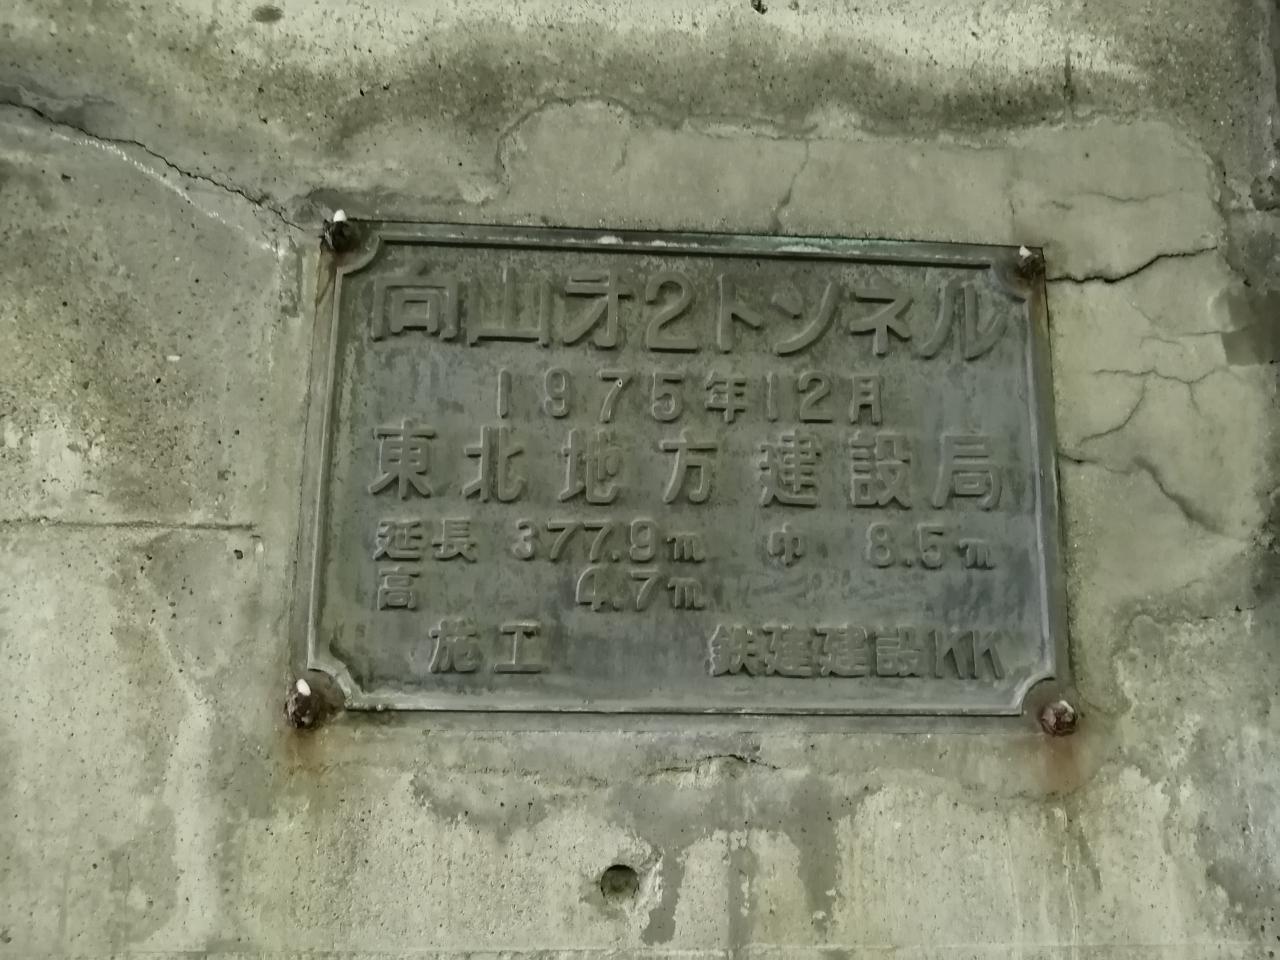 向山才2トンネル
1975年12月
東北地方建設局
延長 377.9m 巾 8.5m
高 4.7m
施工 鉄建建設KK